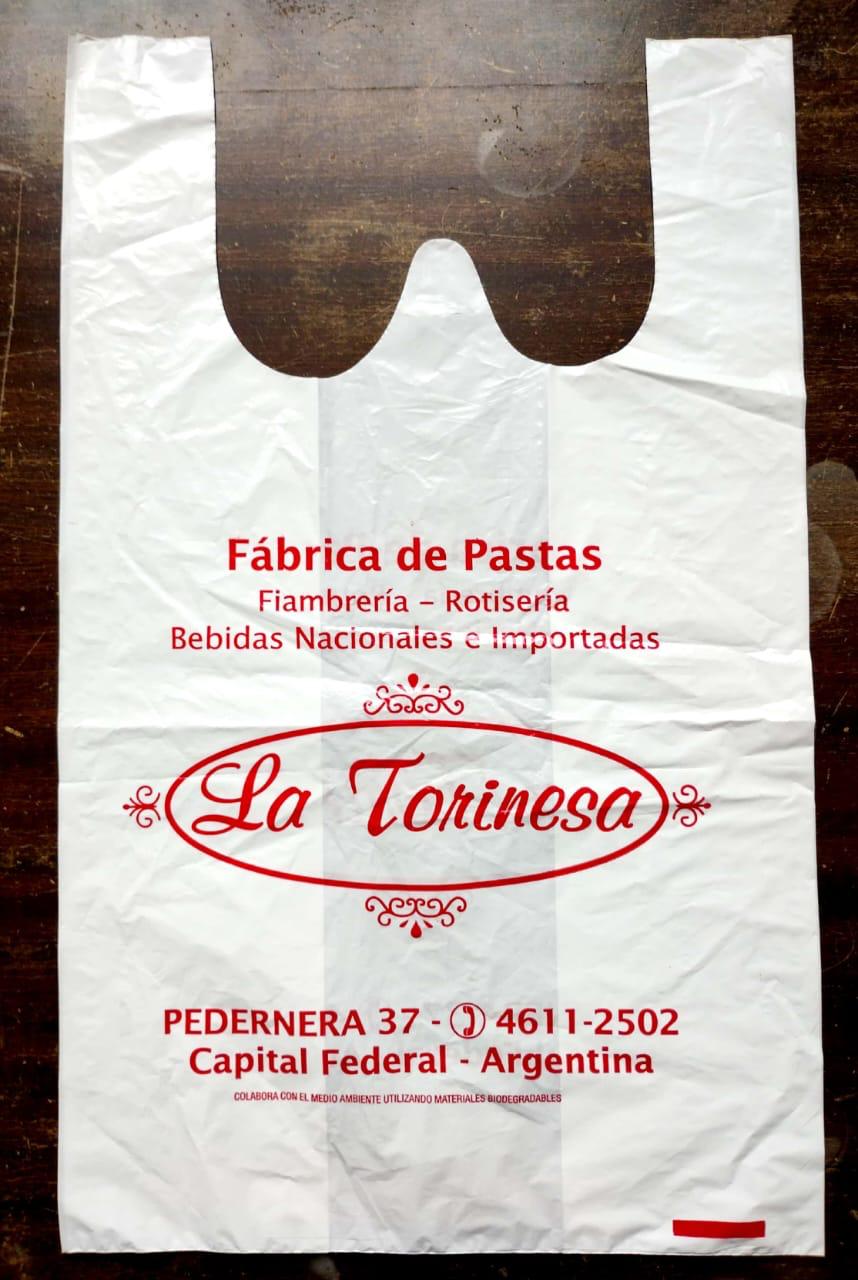 Fábrica de Pastas
Fiambrería – Rotisería
Bebidas Nacionales e Importadas
La Torinesa
PEDERNERA 37 - 4611-2502
Capital Federal - Argentina
COLABORA CON EL MEDIO AMBIENTE UTILIZANDO MATERIALES BIODEGRADABLES